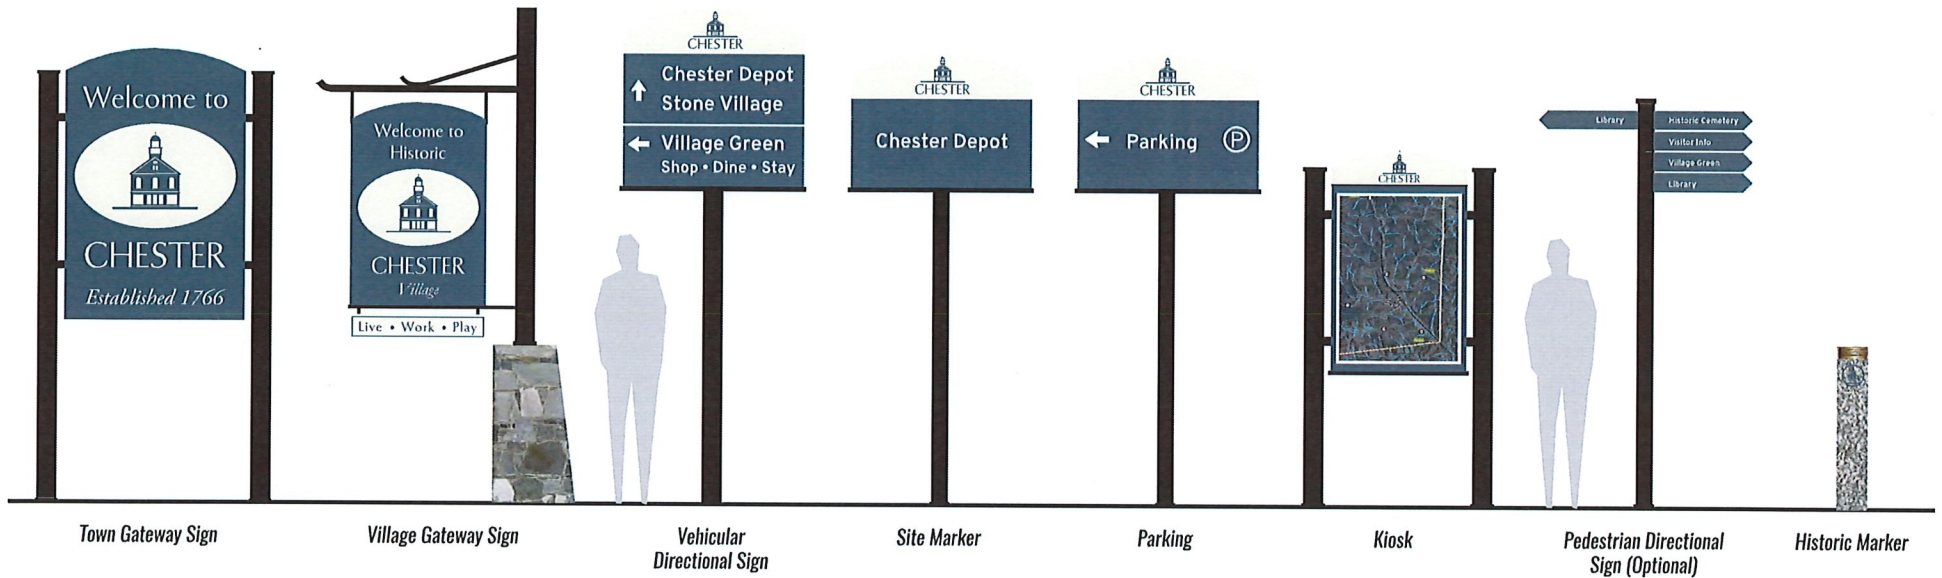 Welcome to
CHESTER
Established 1766
Welcome to
Historic
CHESTER
Village
Live • Work • Play
CHESTER
Chester Depot
Stone Village
Village Green
Shop • Dine • Stay
CHESTER
Chester Depot
CHESTER
Parking
P
CHESTER
Library
Historic Cemetery
Visitor Info
Village Green
Library
Town Gateway Sign
Village Gateway Sign
Vehicular
Directional Sign
Site Marker
Parking
Kiosk
Pedestrian Directional
Sign (Optional)
Historic Marker